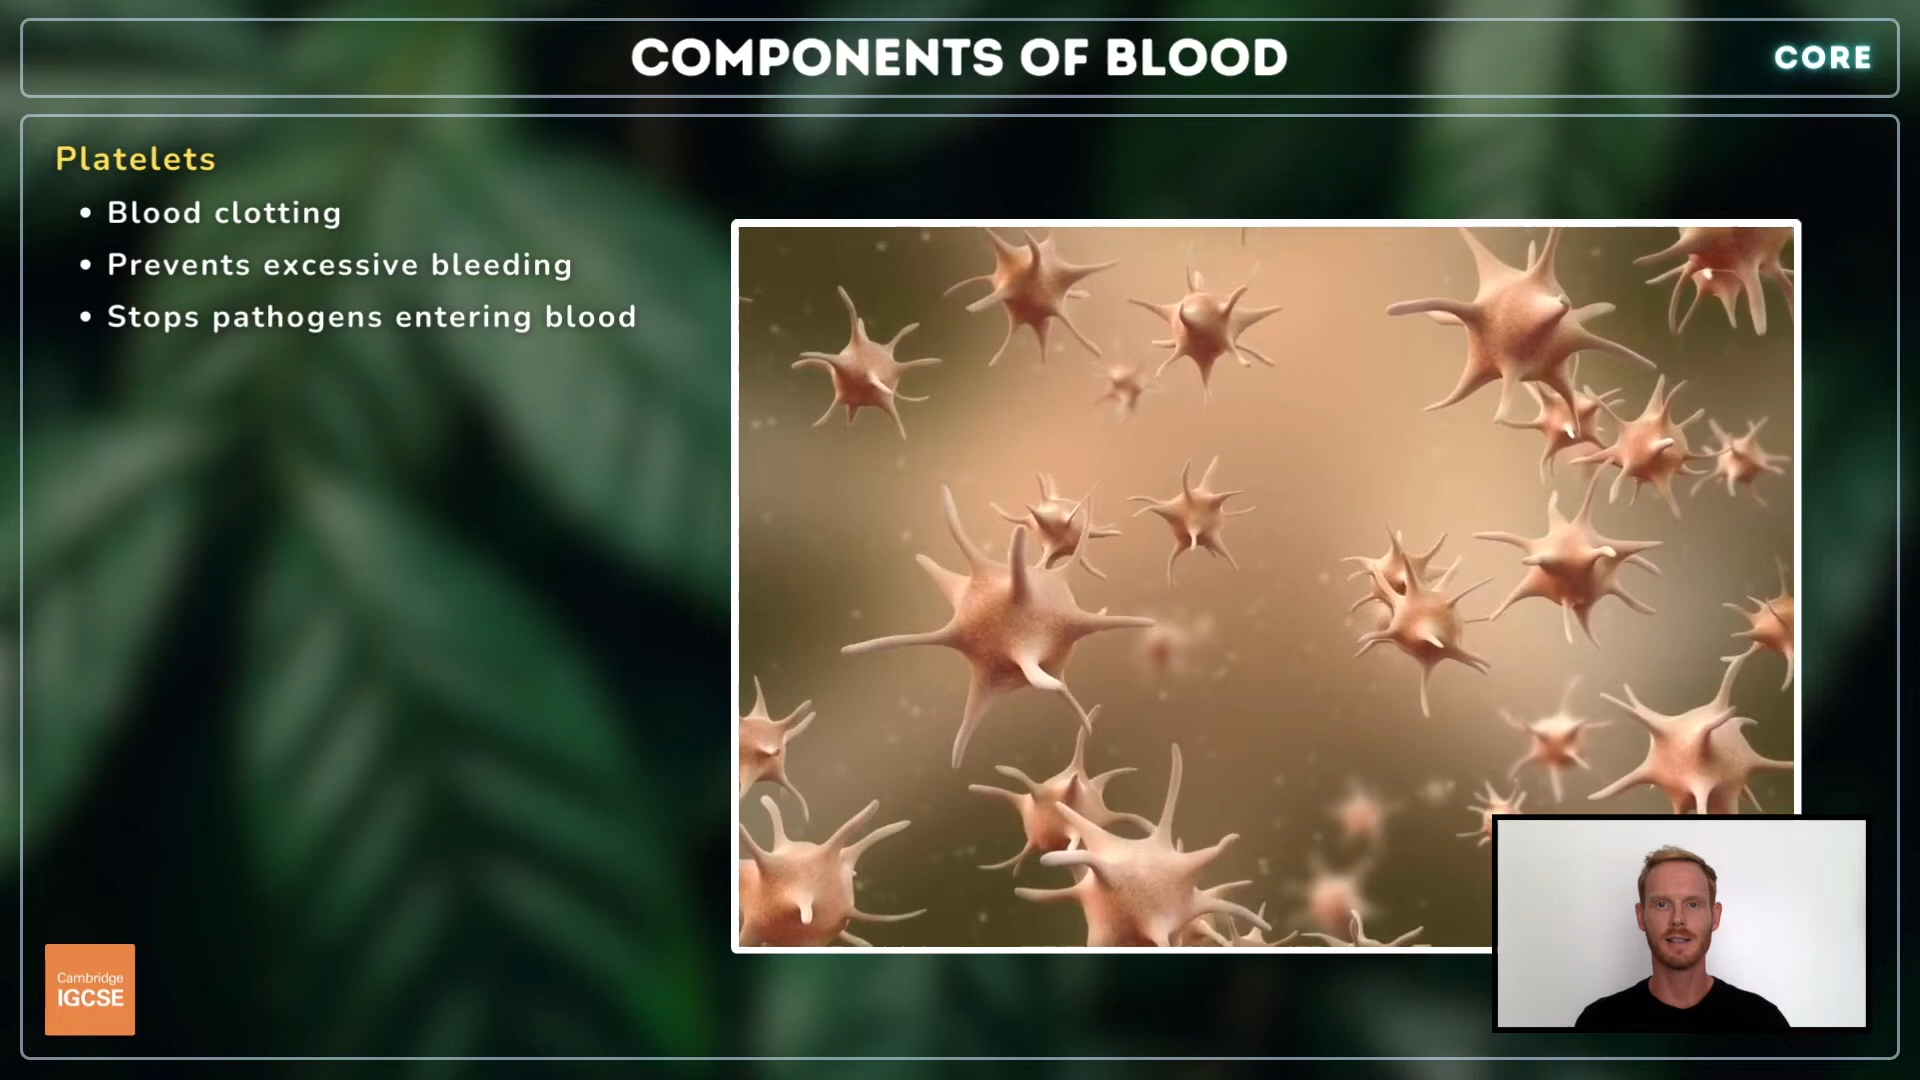 COMPONENTS OF BLOOD
CORE
Platelets
• Blood clotting
• Prevents excessive bleeding
• Stops pathogens entering blood
Cambridge
IGCSE